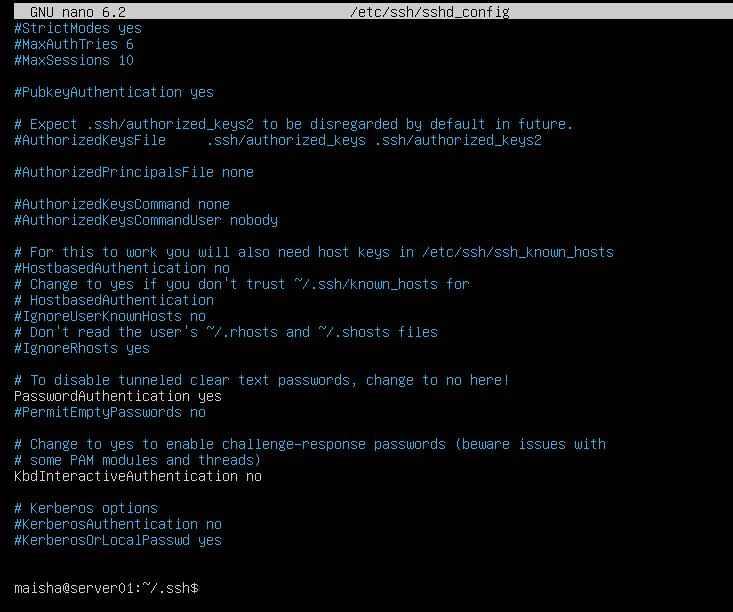 GNU nano 6.2 /etc/ssh/sshd_config
#StrictModes yes
#MaxAuthTries 6
#MaxSessions 10
#PubkeyAuthentication yes
# Expect .ssh/authorized_keys2 to be disregarded by default in future.
#AuthorizedKeysFile .ssh/authorized_keys .ssh/authorized_keys2
#AuthorizedPrincipalsFile none
#AuthorizedKeysCommand none
#AuthorizedKeysCommandUser nobody
# For this to work you will also need host keys in /etc/ssh/ssh_known_hosts
#HostbasedAuthentication no
# Change to yes if you don't trust ~/.ssh/known_hosts for
# HostbasedAuthentication
#IgnoreUserKnownHosts no
# Don't read the user's ~/.rhosts and ~/.shosts files
#IgnoreRhosts yes
# To disable tunneled clear text passwords, change to no here!
PasswordAuthentication yes
#PermitEmptyPasswords no
# Change to yes to enable challenge-response passwords (beware issues with
# some PAM modules and threads)
KbdInteractiveAuthentication no
# Kerberos options
#KerberosAuthentication no
#KerberosOrLocalPasswd yes
maisha@server01:~/.ssh$